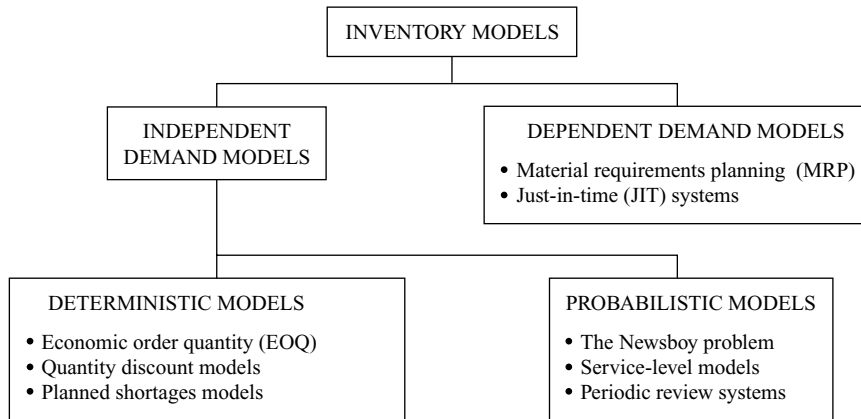 INVENTORY MODELS
INDEPENDENT
DEMAND MODELS
DEPENDENT DEMAND MODELS
• Material requirements planning (MRP)
• Just-in-time (JIT) systems
DETERMINISTIC MODELS
• Economic order quantity (EOQ)
• Quantity discount models
• Planned shortages models
PROBABILISTIC MODELS
• The Newsboy problem
• Service-level models
• Periodic review systems